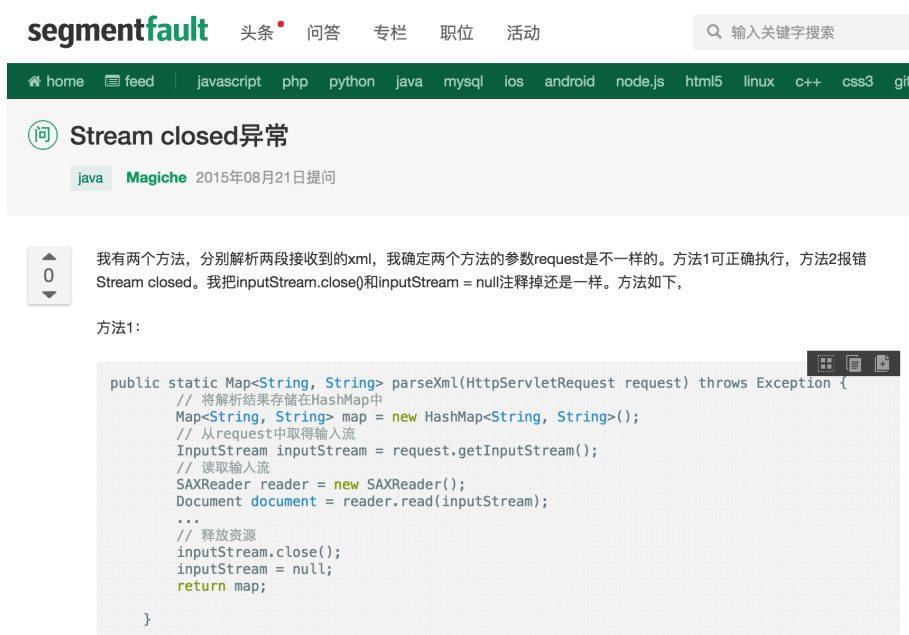 segmentfault 头条 问答 专栏 职位 活动 输入关键字搜索
home feed javascript php python java mysql ios android node.js html5 linux c++ css3 git
问 Stream closed异常
java Magiche 2015年08月21日提问
我有两个方法，分别解析两段接收到的xml，我确定两个方法的参数request是不一样的。方法1可正确执行，方法2报错
0
Stream closed。我把inputStream.close()和inputStream = null注释掉还是一样。方法如下，
方法1：
public static Map<String, String> parseXml(HttpServletRequest request) throws Exception {
// 将解析结果存储在HashMap中
Map<String, String> map = new HashMap<String, String>();
// 从request中取得输入流
InputStream inputStream = request.getInputStream();
// 读取输入流
SAXReader reader = new SAXReader();
Document document = reader.read(inputStream);
...
// 释放资源
inputStream.close();
inputStream = null;
return map;
}